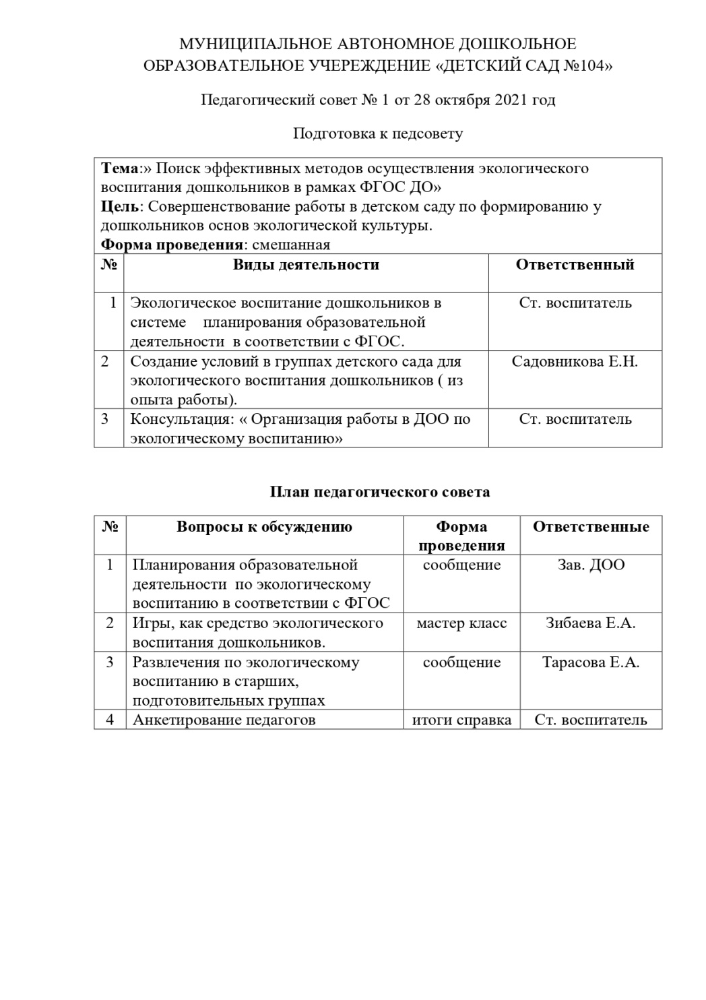 МУНИЦИПАЛЬНОЕ АВТОНОМНОЕ ДОШКОЛЬНОЕ
ОБРАЗОВАТЕЛЬНОЕ УЧЕРЕЖДЕНИЕ «ДЕТСКИЙ САД №104»
Педагогический совет № 1 от 28 октября 2021 год
Подготовка к педсовету
Тема:» Поиск эффективных методов осуществления экологического
воспитания дошкольников в рамках ФГОС ДО»
Цель: Совершенствование работы в детском саду по формированию у
дошкольников основ экологической культуры.
Форма проведения: смешанная
№ Виды деятельности Ответственный
1 Экологическое воспитание дошкольников в Ст. воспитатель
системе планирования образовательной
деятельности в соответствии с ФГОС.
2 Создание условий в группах детского сада для Садовникова Е.Н.
экологического воспитания дошкольников ( из
опыта работы).
3 Консультация: « Организация работы в ДОО по Ст. воспитатель
экологическому воспитанию»
План педагогического совета
№ Вопросы к обсуждению Форма Ответственные
проведения
1 Планирования образовательной сообщение Зав. ДОО
деятельности по экологическому
воспитанию в соответствии с ФГОС
2 Игры, как средство экологического мастер класс Зибаева Е.А.
воспитания дошкольников.
3 Развлечения по экологическому сообщение Тарасова Е.А.
воспитанию в старших,
подготовительных группах
4 Анкетирование педагогов итоги справка Ст. воспитатель